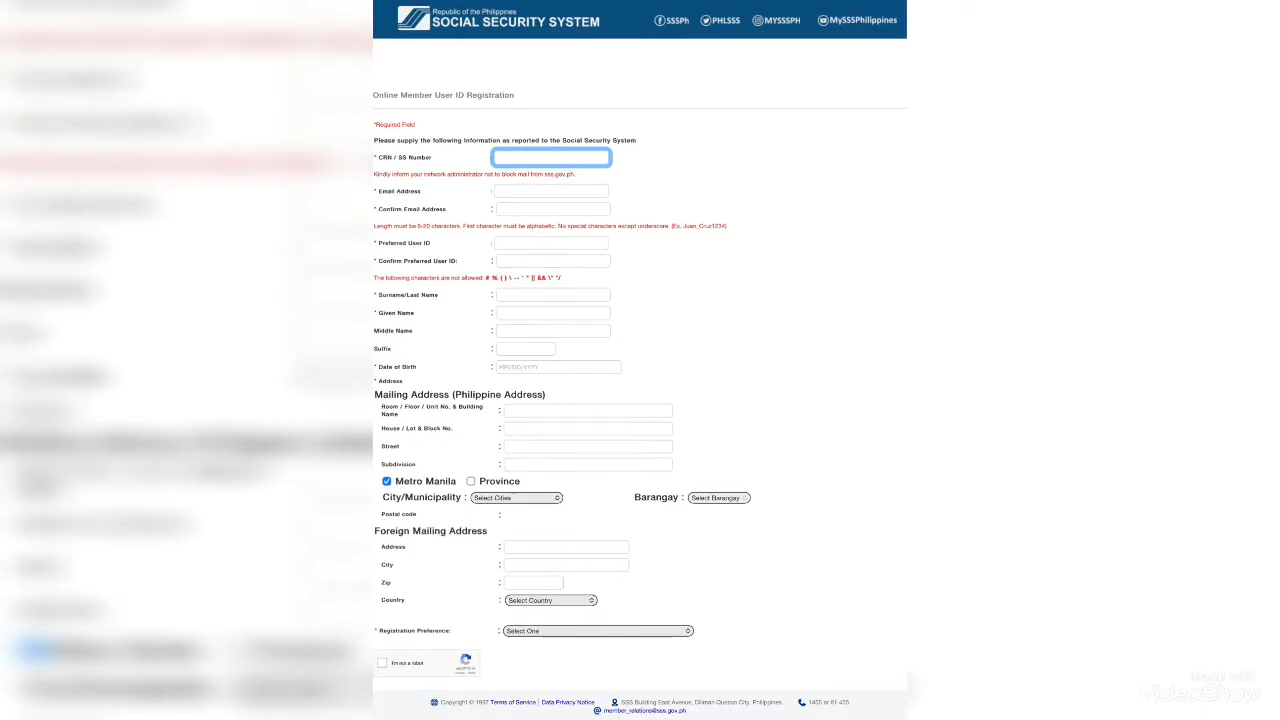 Republic of the Philippines
SOCIAL SECURITY SYSTEM
SSSPh
PHLSSS
MYSSSPH
MySSSPhilippines
Online Member User ID Registration
*Required Field
Please supply the following information as reported to the Social Security System
* CRN / SS Number
Kindly inform your network administrator not to block mail from sss.gov.ph.
* Email Address :
* Confirm Email Address :
Length must be 8-20 characters. First character must be alphabetic. No special characters except underscore. (Ex. Juan_Cruz1234)
* Preferred User ID :
* Confirm Preferred User ID: :
The following characters are not allowed: # % ( ) \ -- ' " || && \* */
* Surname/Last Name :
* Given Name :
Middle Name :
Suffix :
* Date of Birth : MM/DD/YYYY
* Address
Mailing Address (Philippine Address)
Room / Floor / Unit No. & Building
Name :
House / Lot & Block No. :
Street :
Subdivision :
Metro Manila Province
City/Municipality : Select Cities Barangay : Select Barangay
Postal code :
Foreign Mailing Address
Address :
City :
Zip :
Country : Select Country
* Registration Preference: : Select One
I'm not a robot
reCAPTCHA
Privacy - Terms
Copyright © 1997 Terms of Service | Data Privacy Notice
SSS Building East Avenue, Diliman Quezon City, Philippines.
1455 or 81 455
member_relations@sss.gov.ph
Made with
VideoShow